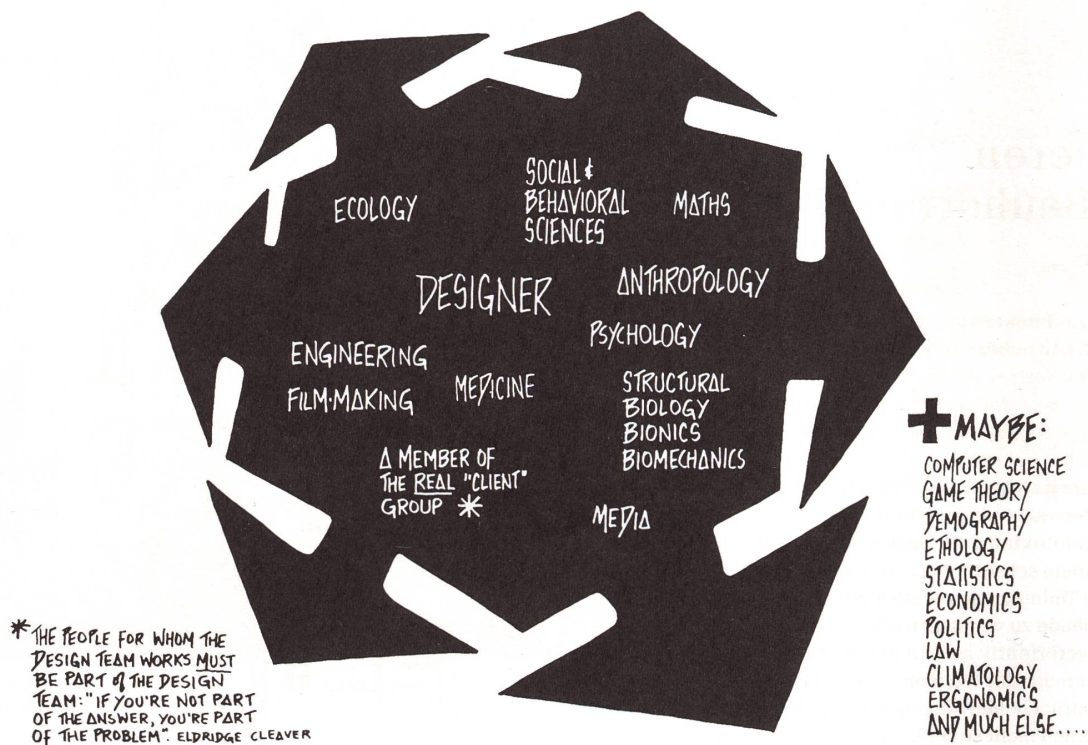 ECOLOGY
SOCIAL &
BEHAVIORAL
SCIENCES
MATHS
DESIGNER
ANTHROPOLOGY
PSYCHOLOGY
ENGINEERING
FILM-MAKING
MEDICINE
STRUCTURAL
BIOLOGY
BIONICS
BIOMECHANICS
A MEMBER OF
THE REAL "CLIENT"
GROUP *
MEDIA
+ MAYBE:
COMPUTER SCIENCE
GAME THEORY
DEMOGRAPHY
ETHOLOGY
STATISTICS
ECONOMICS
POLITICS
LAW
CLIMATOLOGY
ERGONOMICS
AND MUCH ELSE....
* THE PEOPLE FOR WHOM THE
DESIGN TEAM WORKS MUST
BE PART OF THE DESIGN
TEAM: "IF YOU'RE NOT PART
OF THE ANSWER, YOU'RE PART
OF THE PROBLEM". ELDRIDGE CLEAVER